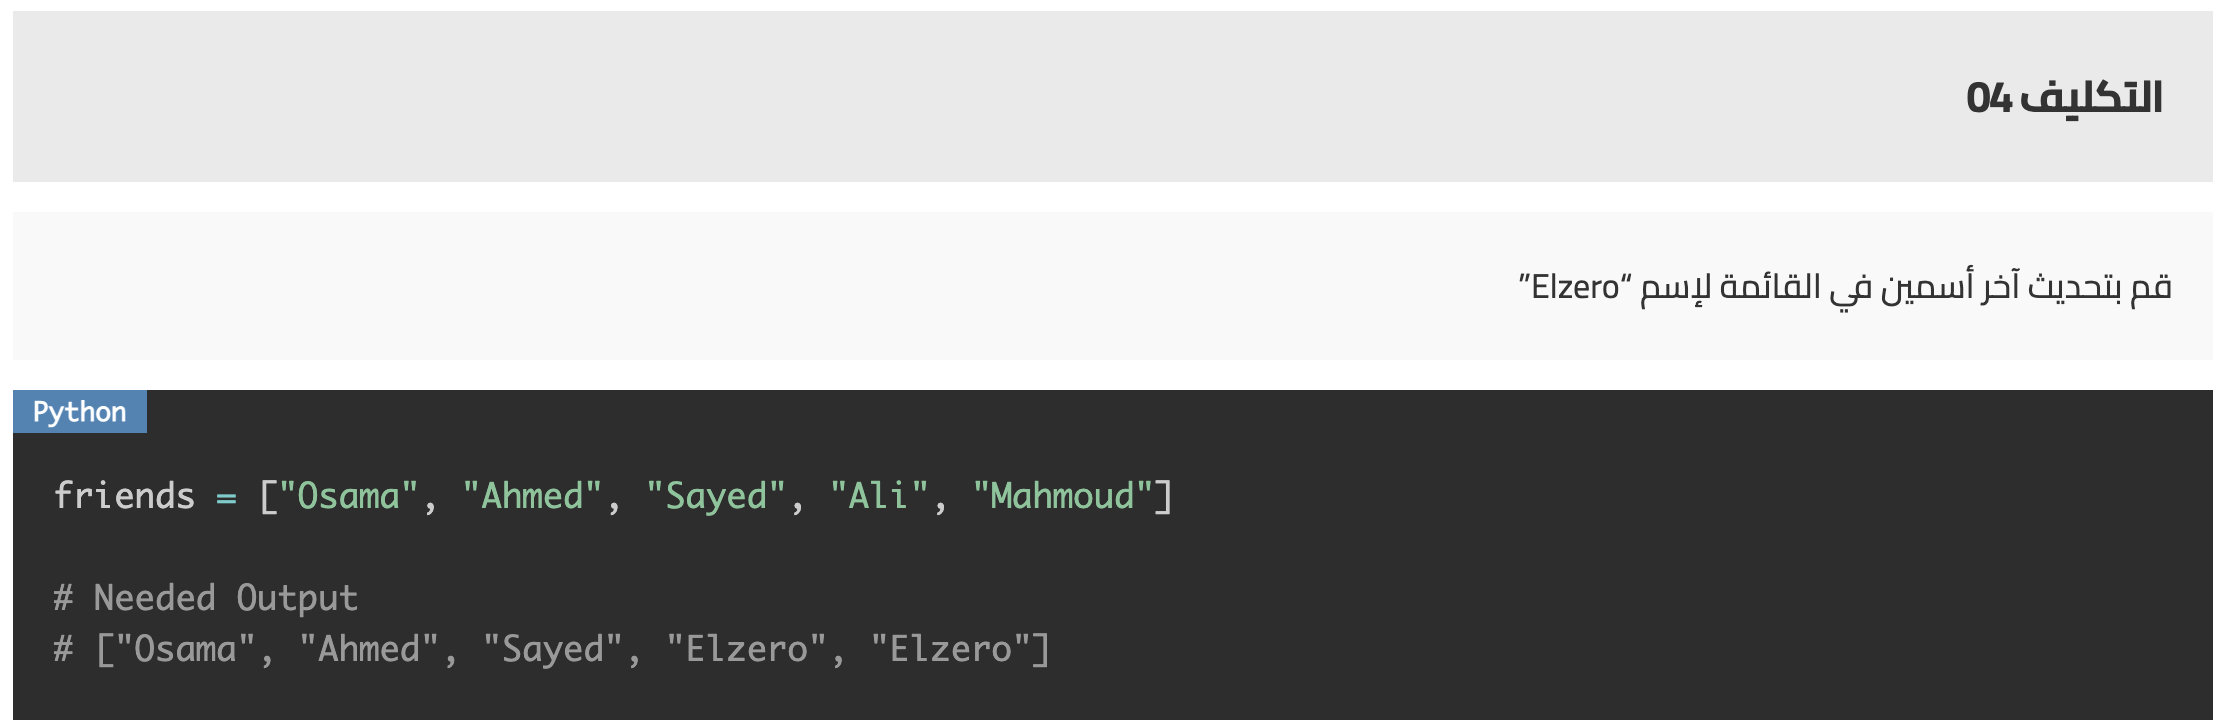 التكليف 04
قم بتحديث آخر أسمين في القائمة لإسم “Elzero”
Python
friends = ["Osama", "Ahmed", "Sayed", "Ali", "Mahmoud"]
# Needed Output
# ["Osama", "Ahmed", "Sayed", "Elzero", "Elzero"]